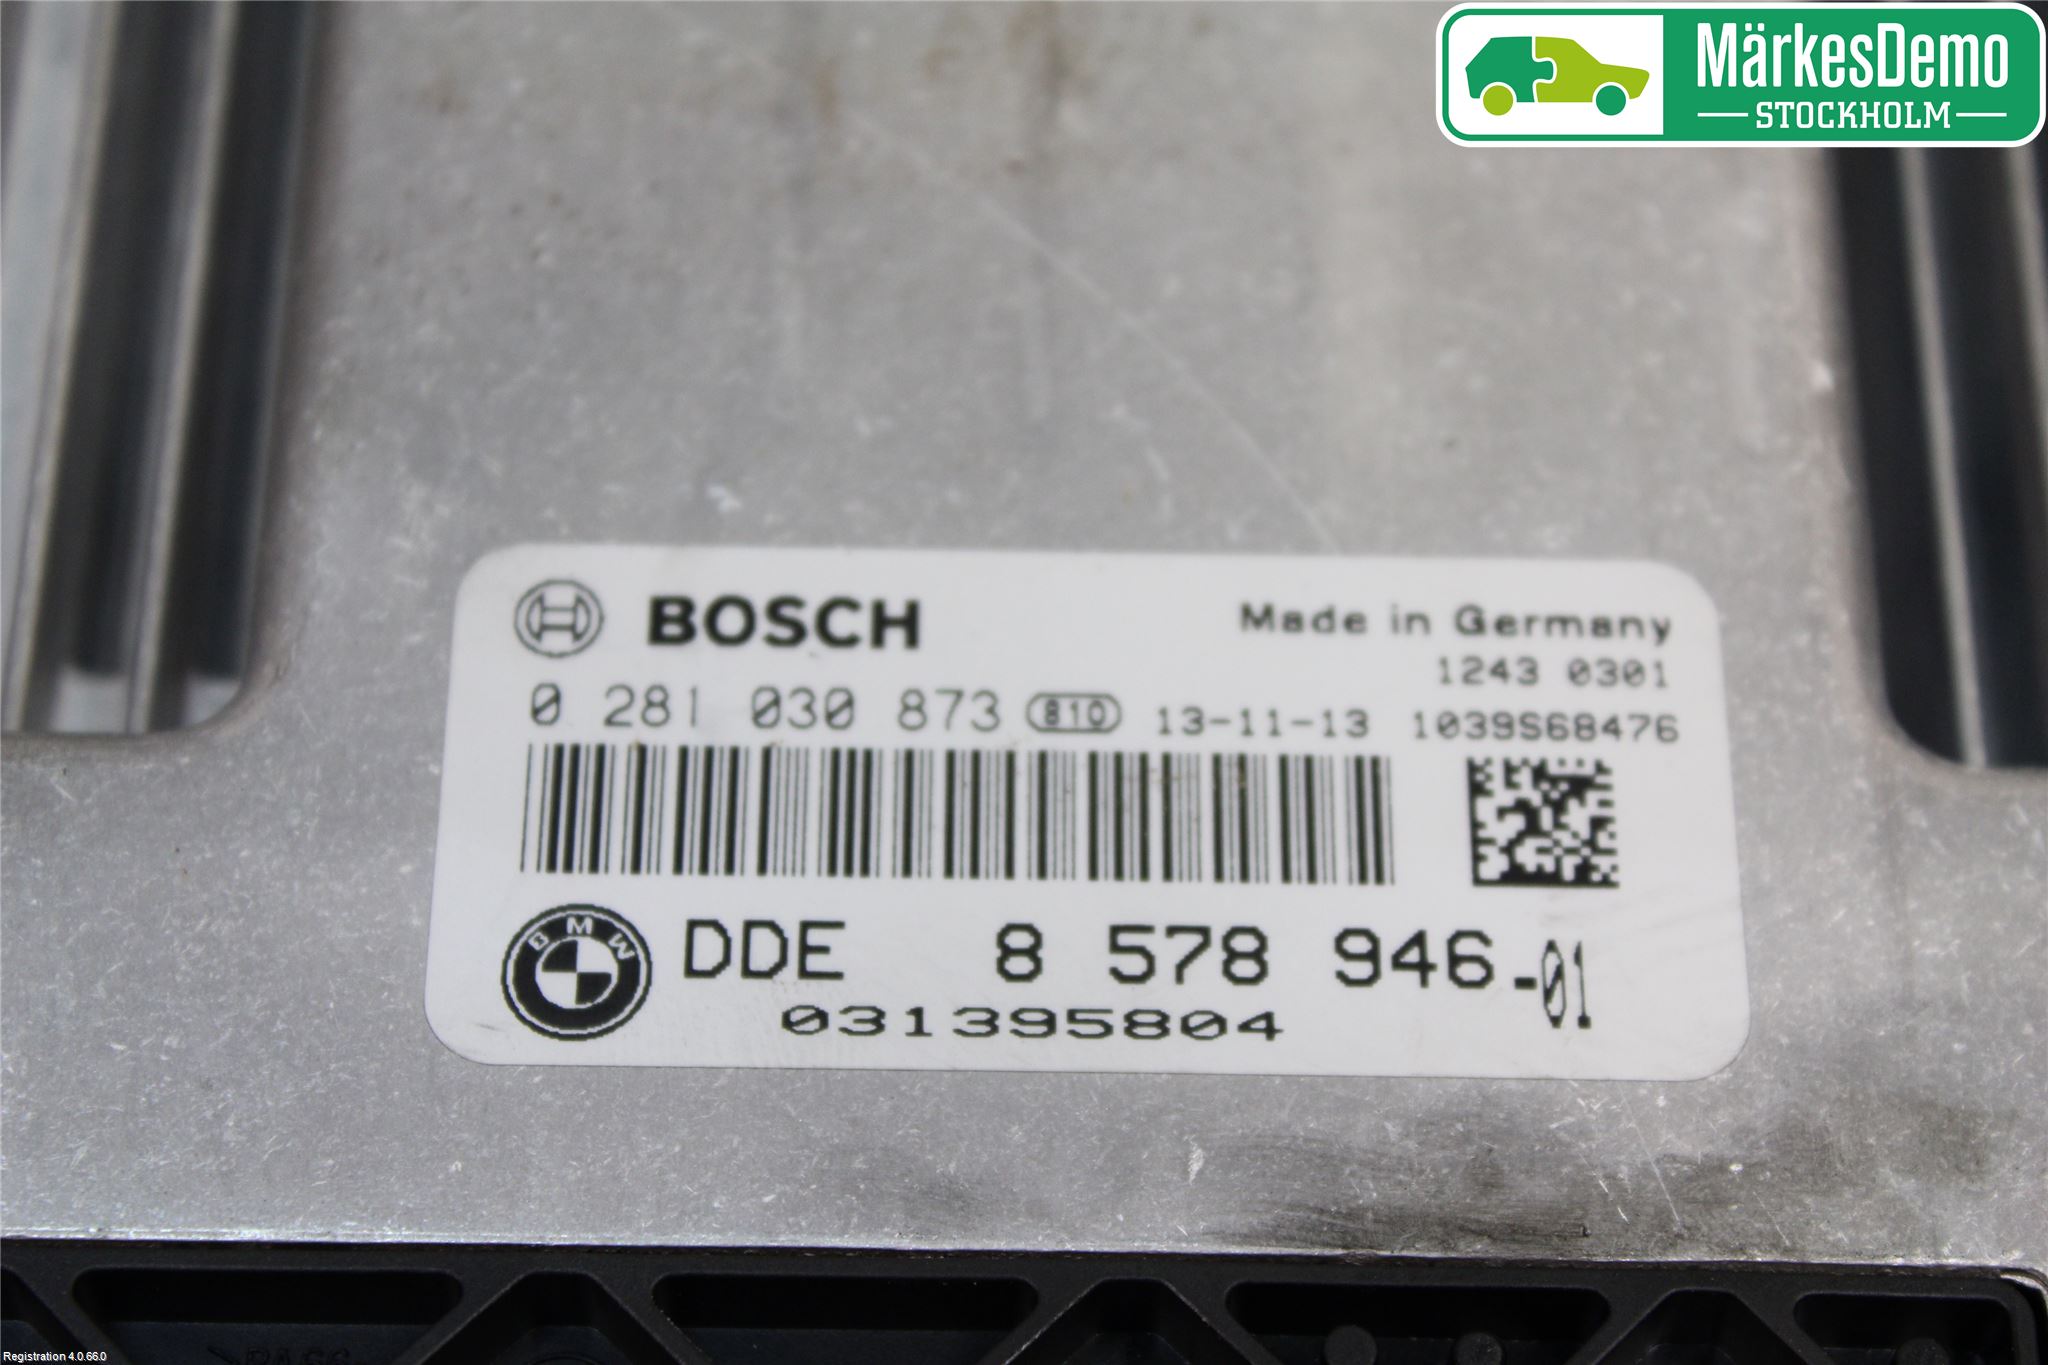 MärkesDemo
STOCKHOLM
BOSCH
Made in Germany
1243 0301
0 281 030 873 810 13-11-13 1039S68476
BMW
DDE 8 578 946-01
031395804
Registration 4.0.66.0